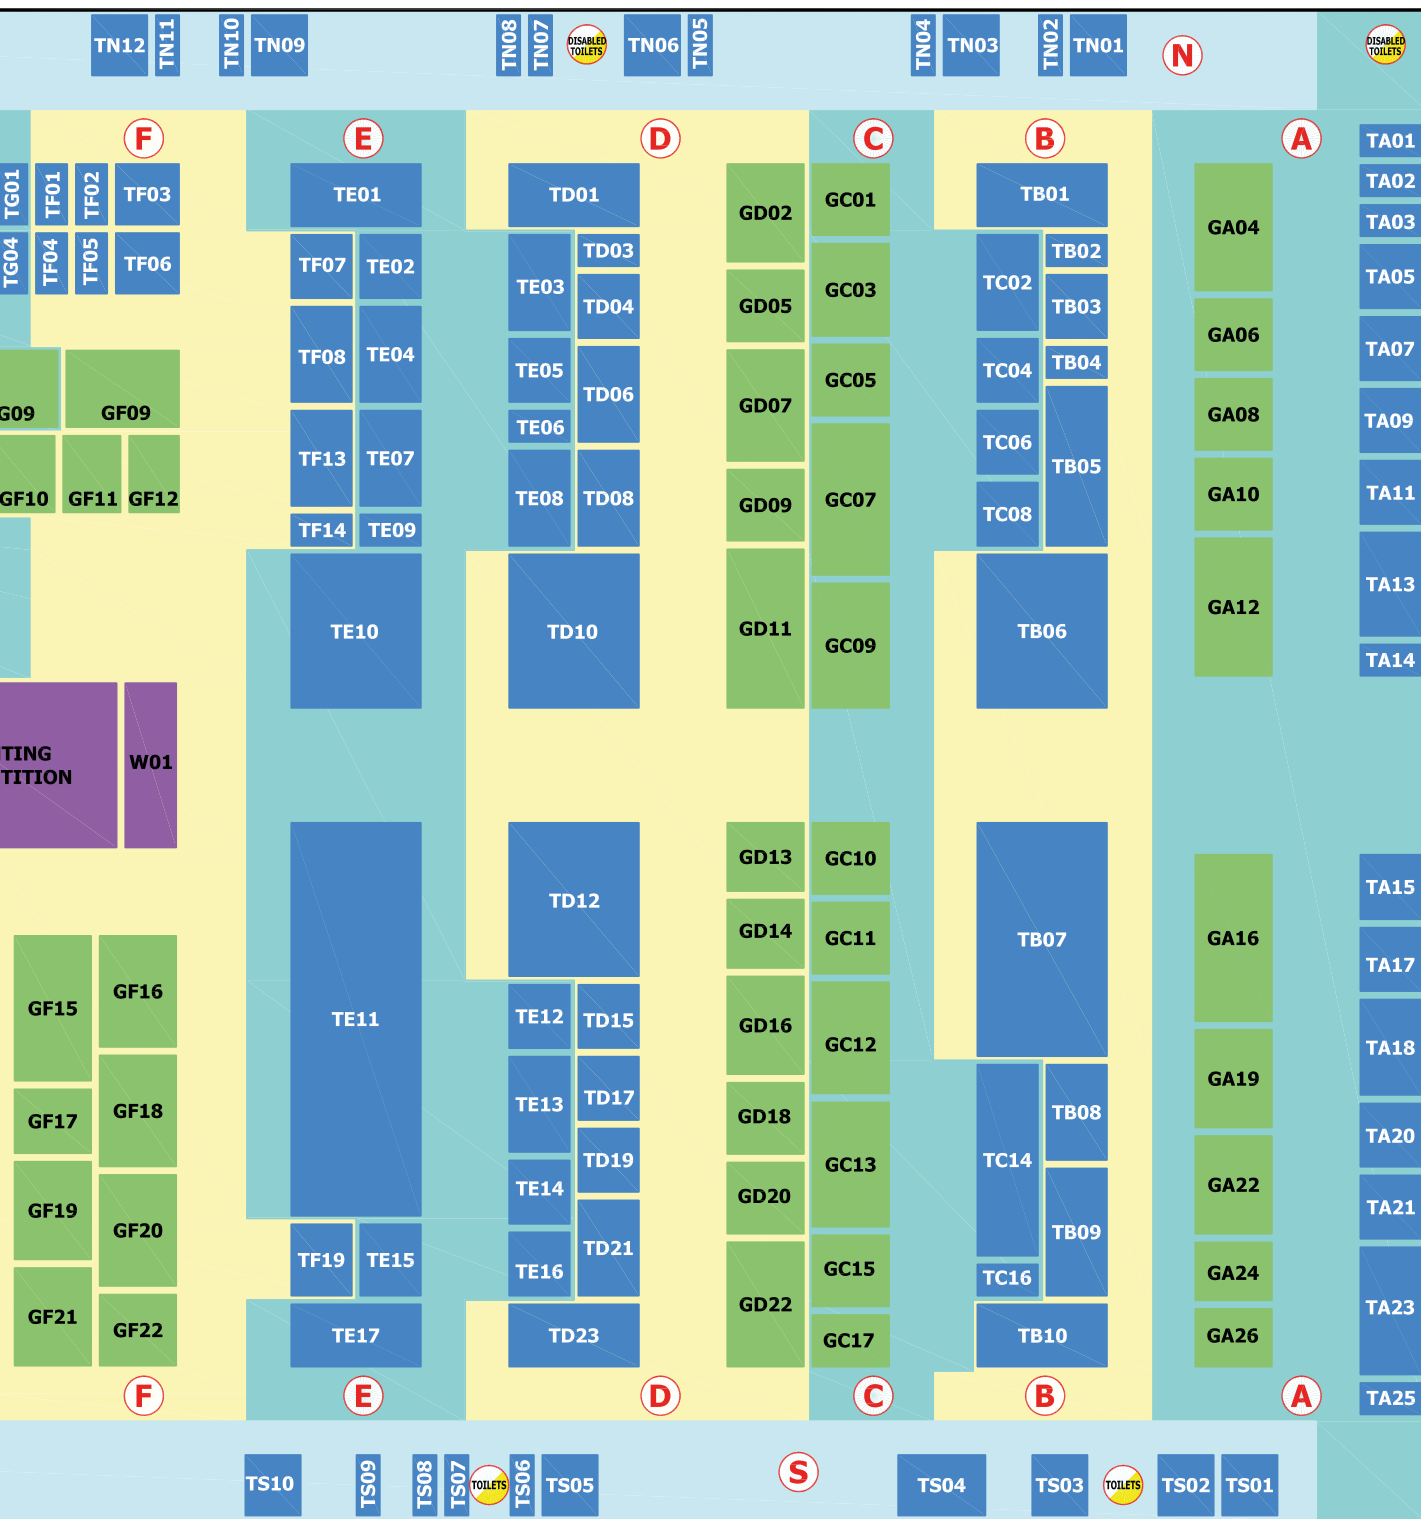 TN12
TN11
TN10
TN09
TN08
TN07
DISABLED
TOILETS
TN06
TN05
TN04
TN03
TN02
TN01
N
DISABLED
TOILETS
F
E
D
C
B
A
TA01
TG01
TF01
TF02
TF03
TE01
TD01
GD02
GC01
TB01
GA04
TA02
TA03
TG04
TF04
TF05
TF06
TF07
TE02
TE03
TD03
TD04
GD05
GC03
TC02
TB02
TB03
GA06
TA05
TF08
TE04
TE05
TD06
GD07
GC05
TC04
TB04
GA08
TA07
G09
GF09
TE06
TC06
TB05
TA09
GF10
GF11
GF12
TF13
TE07
TE08
TD08
GD09
GC07
TC08
GA10
TA11
TF14
TE09
TE10
TD10
GD11
GC09
TB06
GA12
TA13
TA14
TING
TITION
W01
TD12
GD13
GC10
TB07
GA16
TA15
GD14
GC11
TA17
GF15
GF16
TE11
TE12
TD15
GD16
GC12
TA18
GF17
GF18
TE13
TD17
GD18
GC13
TC14
TB08
GA19
TA20
GF19
GF20
TE14
TD19
GD20
TB09
GA22
TA21
TF19
TE15
TE16
TD21
GD22
GC15
TC16
GA24
TA23
GF21
GF22
TE17
TD23
GC17
TB10
GA26
F
E
D
C
B
A
TA25
TS10
TS09
TS08
TS07
TOILETS
TS06
TS05
S
TS04
TS03
TOILETS
TS02
TS01